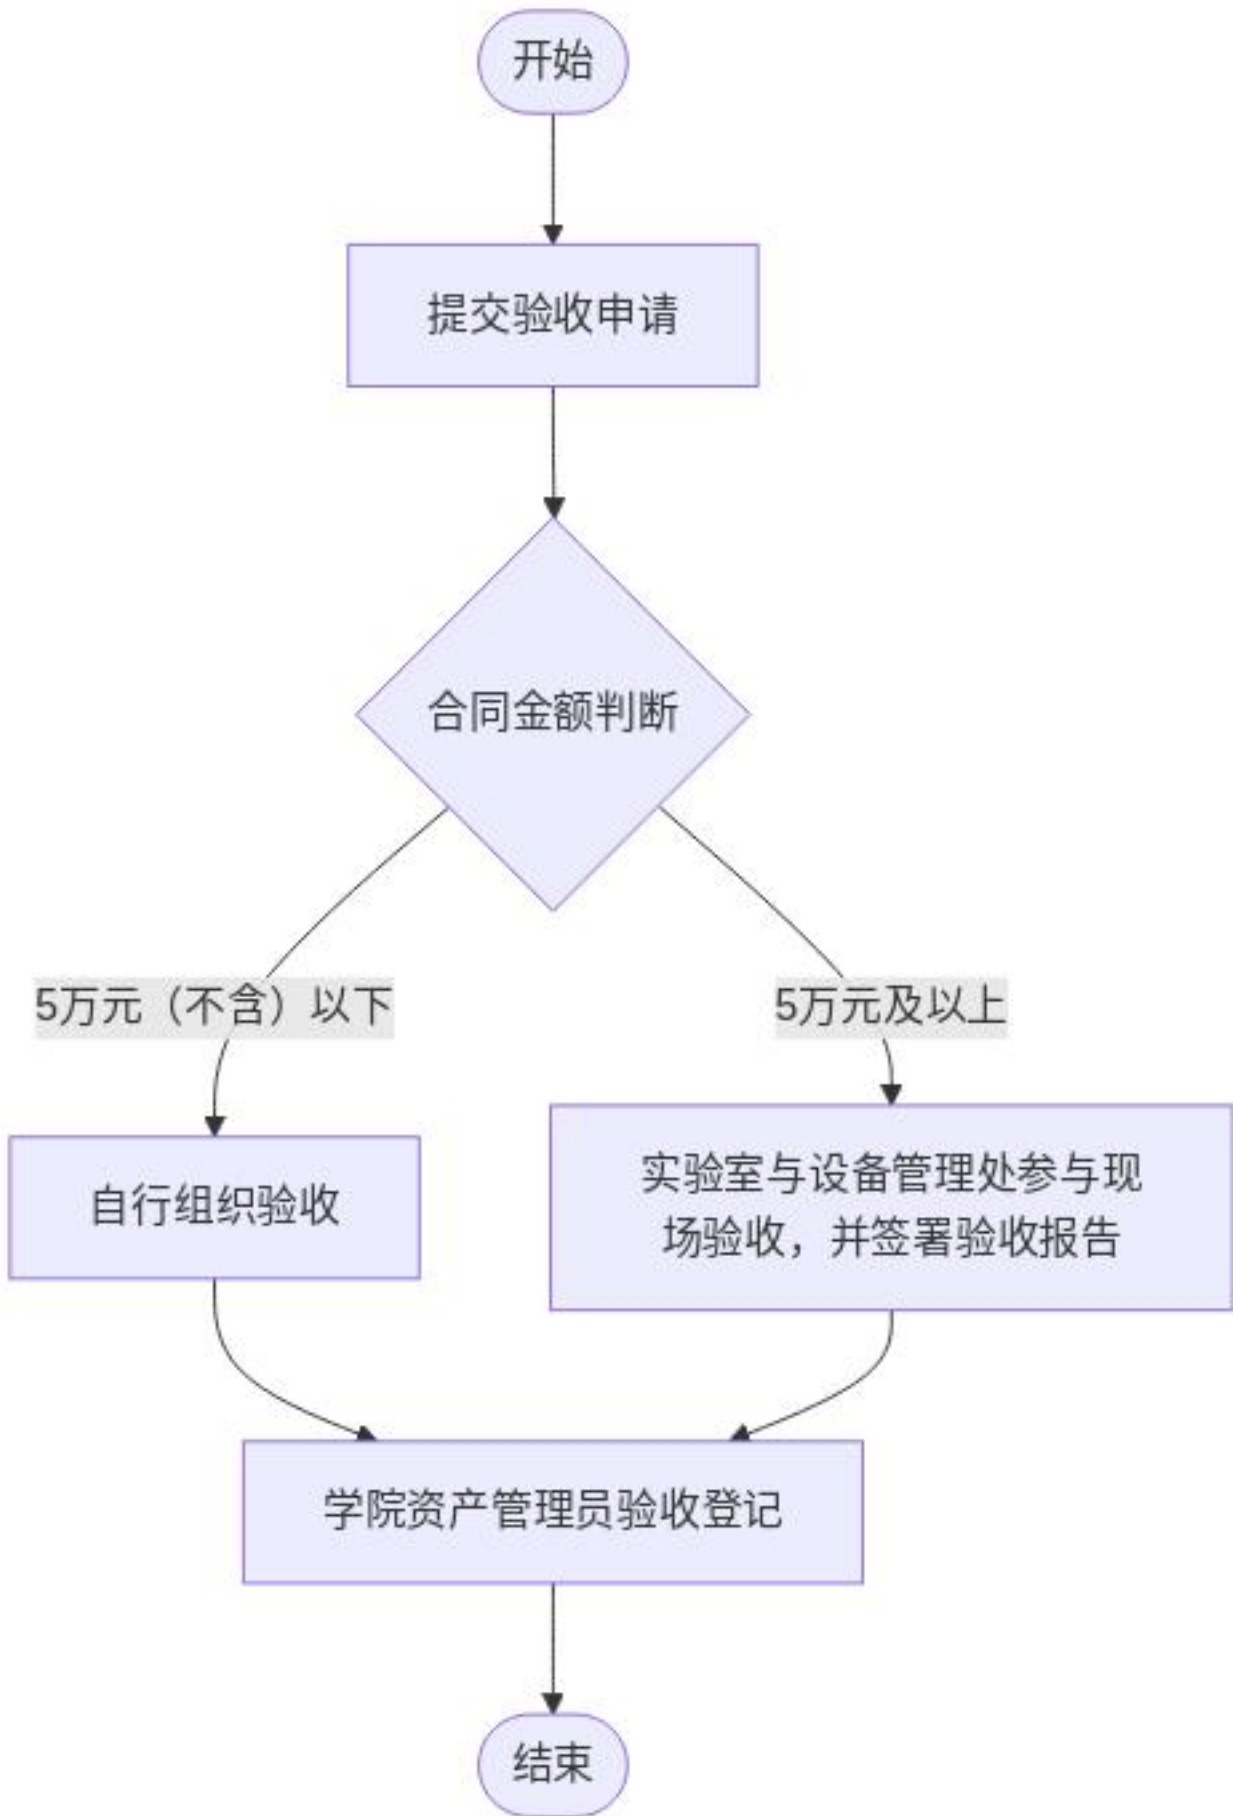 开始
提交验收申请
合同金额判断
5万元（不含）以下
5万元及以上
自行组织验收
实验室与设备管理处参与现
场验收，并签署验收报告
学院资产管理员验收登记
结束